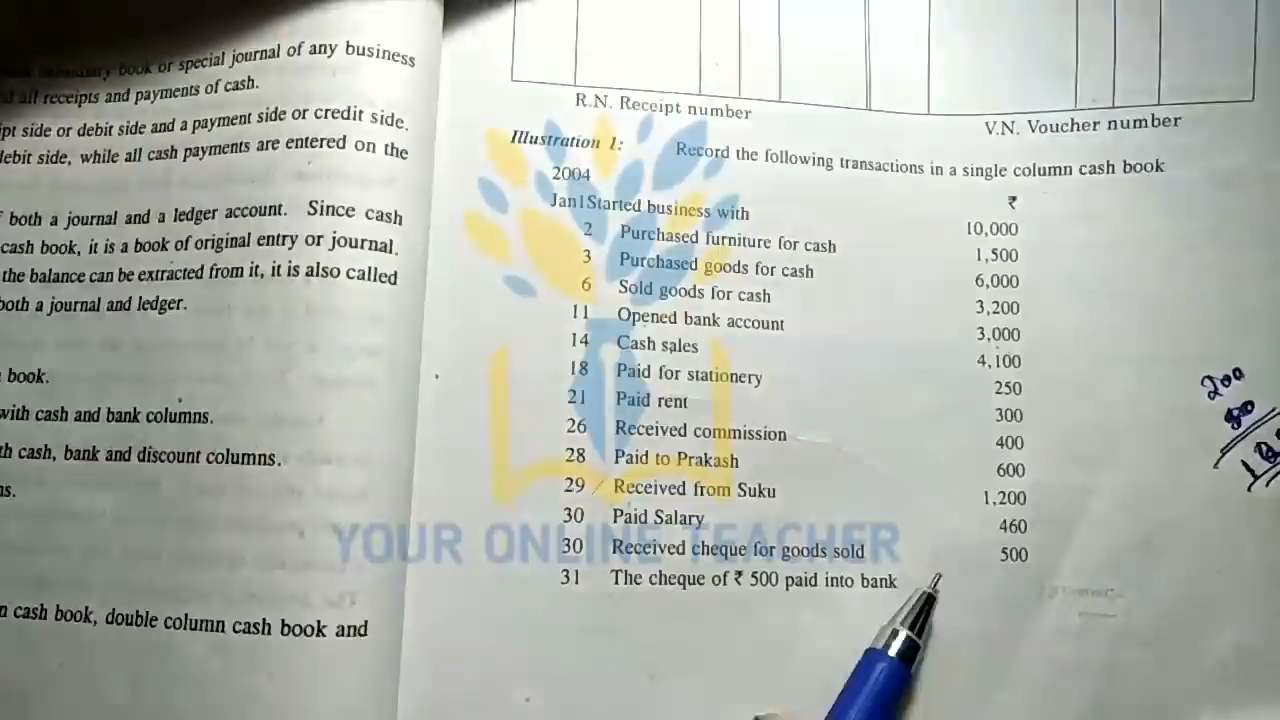 book or special journal of any business
all receipts and payments of cash.
ipt side or debit side and a payment side or credit side.
debit side, while all cash payments are entered on the
both a journal and a ledger account. Since cash
cash book, it is a book of original entry or journal.
the balance can be extracted from it, it is also called
both a journal and ledger.
book.
with cash and bank columns.
th cash, bank and discount columns.
ns.
n cash book, double column cash book and
R.N. Receipt number
V.N. Voucher number
Illustration 1: Record the following transactions in a single column cash book
2004 ₹
Jan 1 Started business with 10,000
2 Purchased furniture for cash 1,500
3 Purchased goods for cash 6,000
6 Sold goods for cash 3,200
11 Opened bank account 3,000
14 Cash sales 4,100
18 Paid for stationery 250
21 Paid rent 300
26 Received commission 400
28 Paid to Prakash 600
29 Received from Suku 1,200
30 Paid Salary 460
30 Received cheque for goods sold 500
31 The cheque of ₹ 500 paid into bank
YOUR ONLINE TEACHER
200